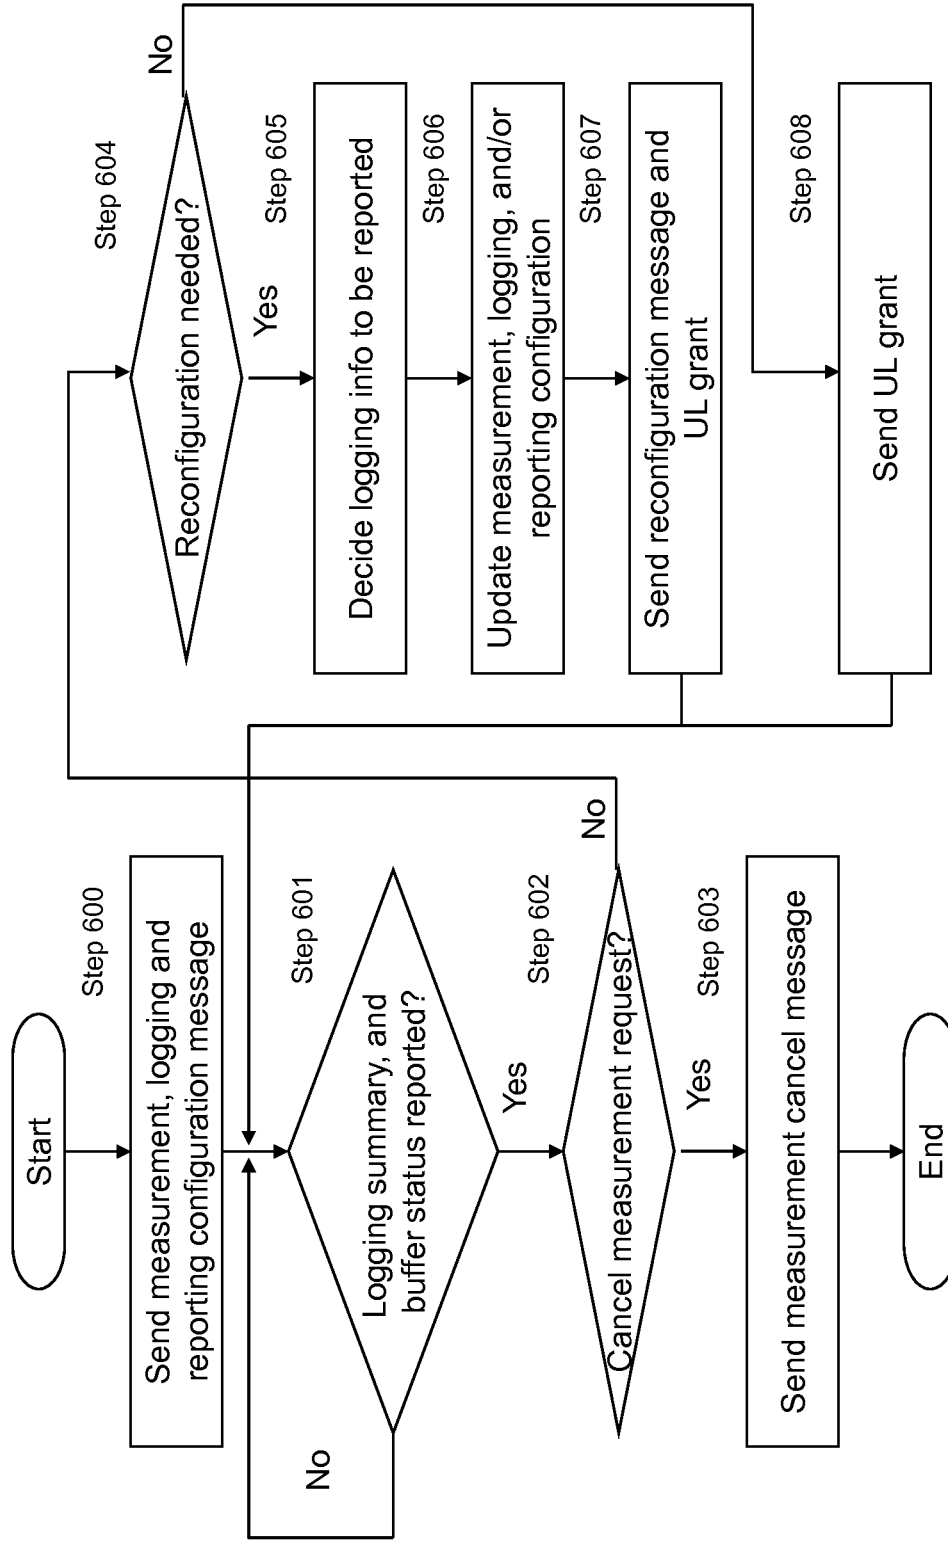 Start
Step 600
Send measurement, logging and
reporting configuration message
Step 601
Logging summary, and
buffer status reported?
No
Yes
Step 602
Cancel measurement request?
No
Yes
Step 603
Send measurement cancel message
End
Step 604
Reconfiguration needed?
No
Yes
Step 605
Decide logging info to be reported
Step 606
Update measurement, logging, and/or
reporting configuration
Step 607
Send reconfiguration message and
UL grant
Step 608
Send UL grant